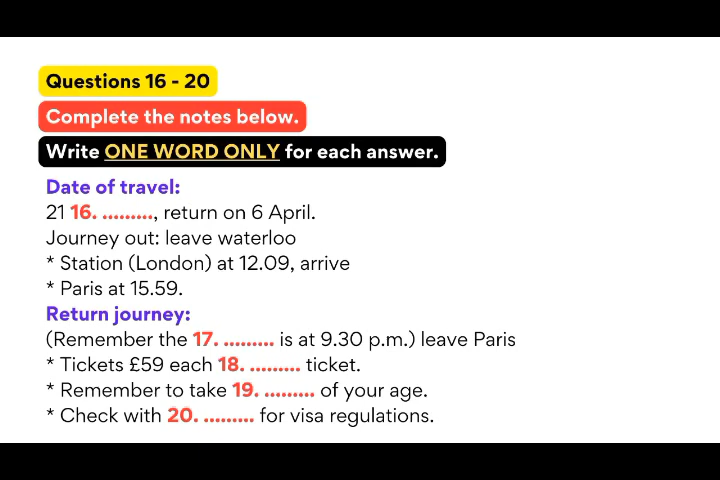 Questions 16 - 20
Complete the notes below.
Write ONE WORD ONLY for each answer.
Date of travel:
21 16. ........., return on 6 April.
Journey out: leave waterloo
* Station (London) at 12.09, arrive
* Paris at 15.59.
Return journey:
(Remember the 17. ......... is at 9.30 p.m.) leave Paris
* Tickets £59 each 18. ......... ticket.
* Remember to take 19. ......... of your age.
* Check with 20. ......... for visa regulations.